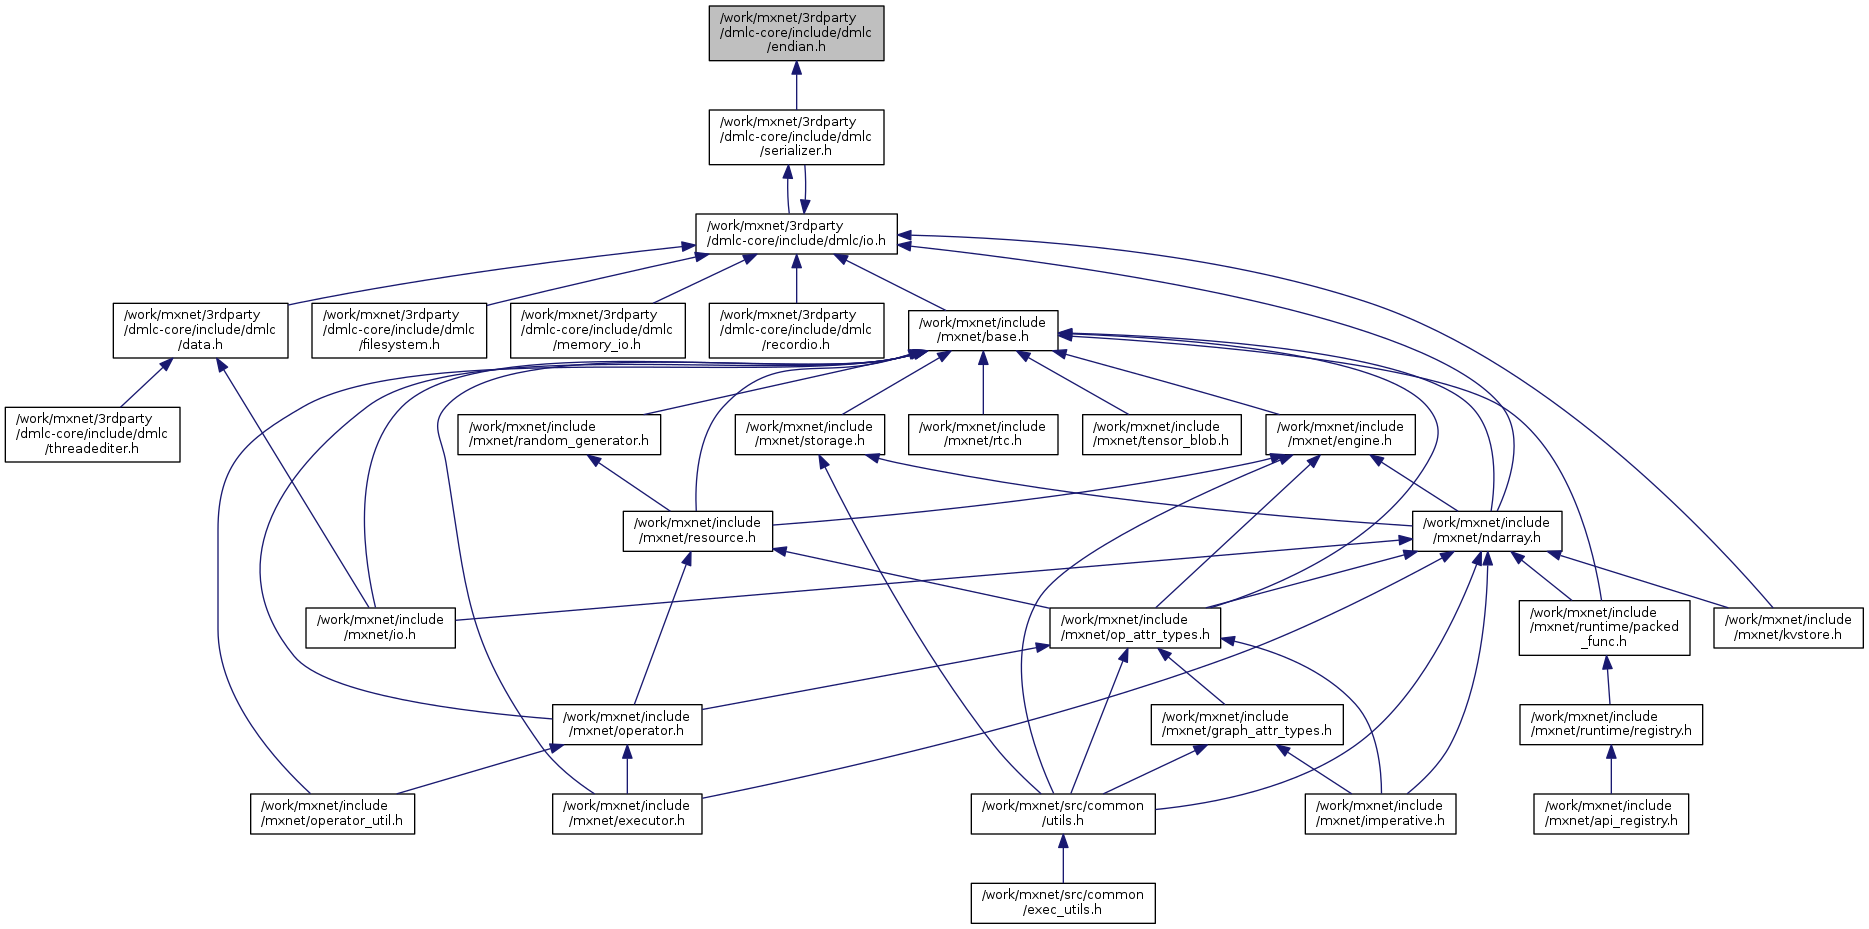 /work/mxnet/3rdparty
/dmlc-core/include/dmlc
/endian.h
/work/mxnet/3rdparty
/dmlc-core/include/dmlc
/serializer.h
/work/mxnet/3rdparty
/dmlc-core/include/dmlc/io.h
/work/mxnet/3rdparty
/dmlc-core/include/dmlc
/data.h
/work/mxnet/3rdparty
/dmlc-core/include/dmlc
/filesystem.h
/work/mxnet/3rdparty
/dmlc-core/include/dmlc
/memory_io.h
/work/mxnet/3rdparty
/dmlc-core/include/dmlc
/recordio.h
/work/mxnet/include
/mxnet/base.h
/work/mxnet/3rdparty
/dmlc-core/include/dmlc
/threadediter.h
/work/mxnet/include
/mxnet/random_generator.h
/work/mxnet/include
/mxnet/storage.h
/work/mxnet/include
/mxnet/rtc.h
/work/mxnet/include
/mxnet/tensor_blob.h
/work/mxnet/include
/mxnet/engine.h
/work/mxnet/include
/mxnet/resource.h
/work/mxnet/include
/mxnet/ndarray.h
/work/mxnet/include
/mxnet/io.h
/work/mxnet/include
/mxnet/op_attr_types.h
/work/mxnet/include
/mxnet/runtime/packed
_func.h
/work/mxnet/include
/mxnet/kvstore.h
/work/mxnet/include
/mxnet/operator.h
/work/mxnet/include
/mxnet/graph_attr_types.h
/work/mxnet/include
/mxnet/runtime/registry.h
/work/mxnet/include
/mxnet/operator_util.h
/work/mxnet/include
/mxnet/executor.h
/work/mxnet/src/common
/utils.h
/work/mxnet/include
/mxnet/imperative.h
/work/mxnet/include
/mxnet/api_registry.h
/work/mxnet/src/common
/exec_utils.h